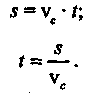 s = v_c · t;
t = s / v_c.